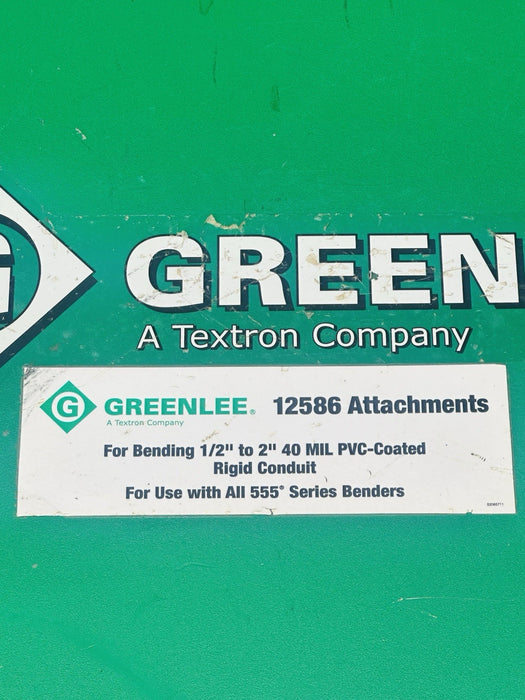 G
GREEN
A Textron Company
G GREENLEE® 12586 Attachments
A Textron Company
For Bending 1/2" to 2" 40 MIL PVC-Coated
Rigid Conduit
For Use with All 555® Series Benders